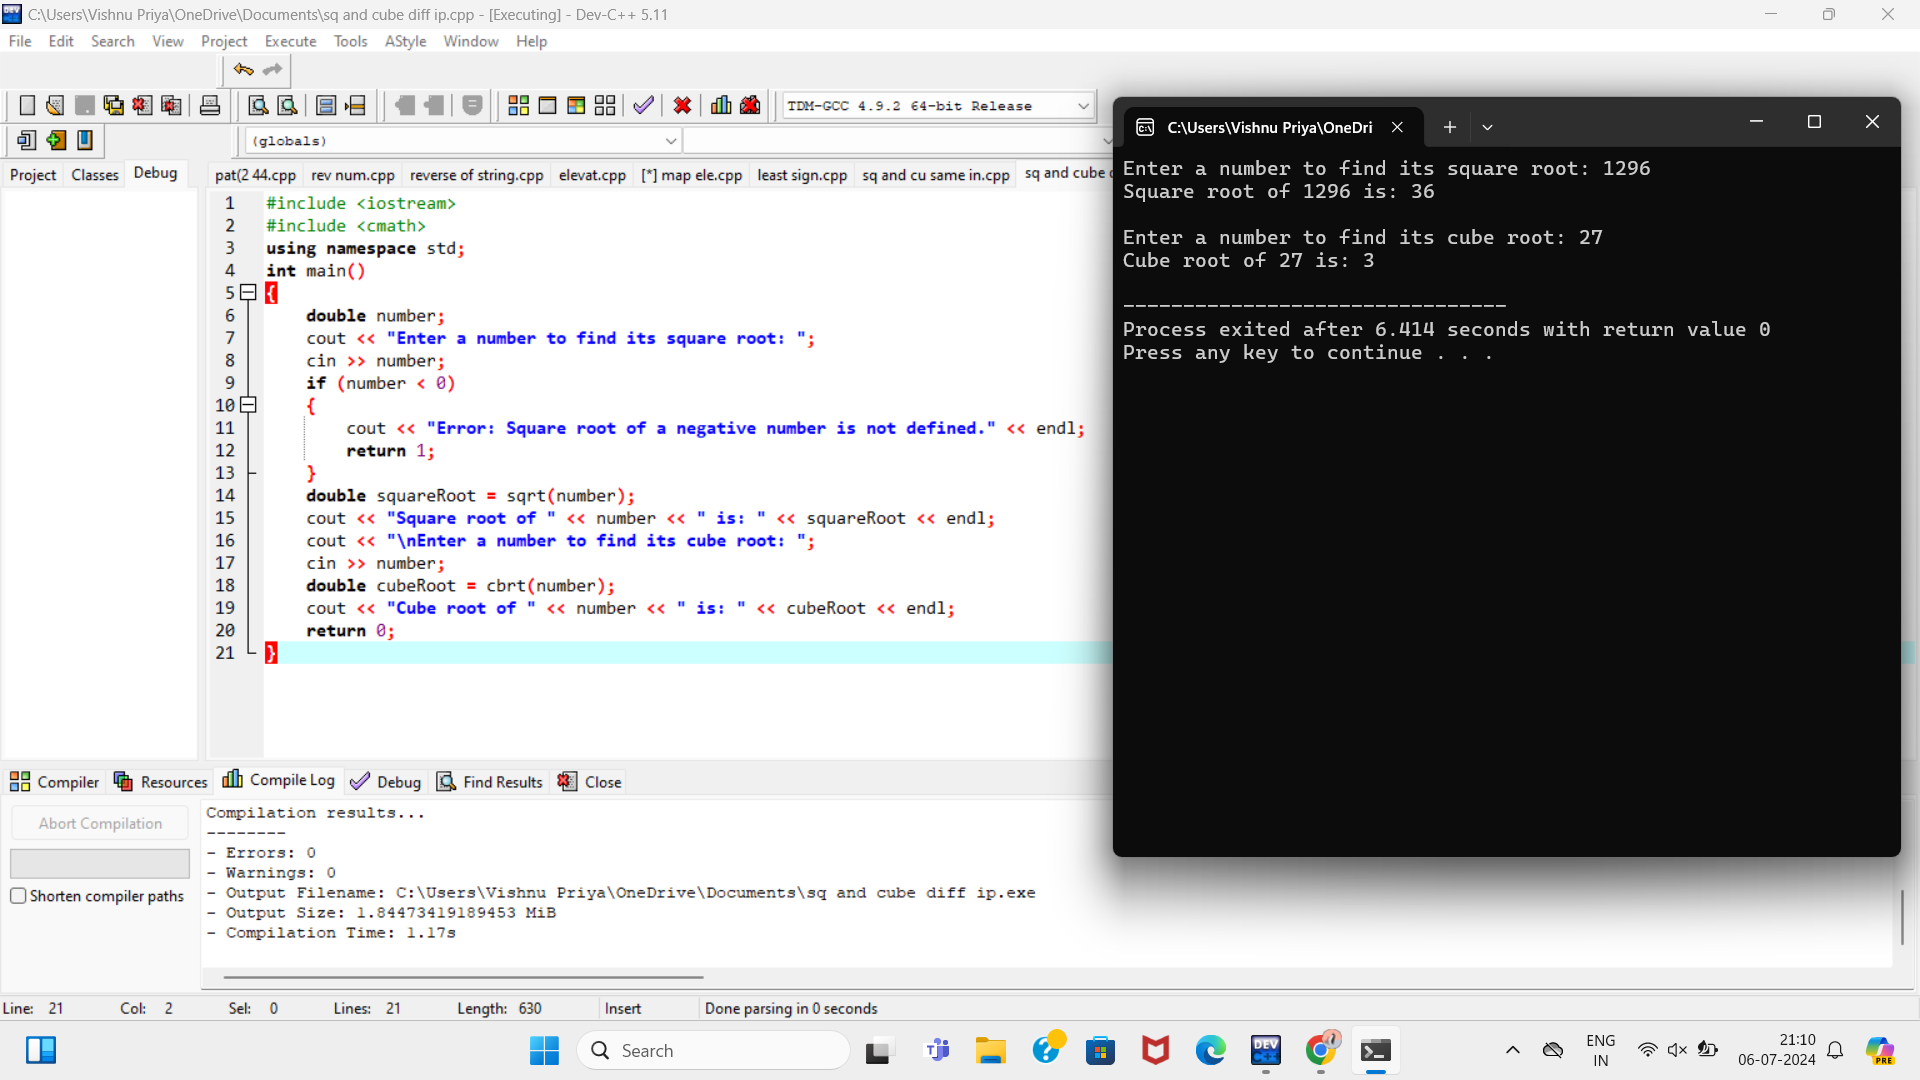 C:\Users\Vishnu Priya\OneDrive\Documents\sq and cube diff ip.cpp - [Executing] - Dev-C++ 5.11
File Edit Search View Project Execute Tools AStyle Window Help
TDM-GCC 4.9.2 64-bit Release
(globals)
Project Classes Debug
pat(2 44.cpp rev num.cpp reverse of string.cpp elevat.cpp [*] map ele.cpp least sign.cpp sq and cu same in.cpp sq and cube
1 #include <iostream>
2 #include <cmath>
3 using namespace std;
4 int main()
5 {
6 double number;
7 cout << "Enter a number to find its square root: ";
8 cin >> number;
9 if (number < 0)
10 {
11 cout << "Error: Square root of a negative number is not defined." << endl;
12 return 1;
13 }
14 double squareRoot = sqrt(number);
15 cout << "Square root of " << number << " is: " << squareRoot << endl;
16 cout << "\nEnter a number to find its cube root: ";
17 cin >> number;
18 double cubeRoot = cbrt(number);
19 cout << "Cube root of " << number << " is: " << cubeRoot << endl;
20 return 0;
21 }
C:\Users\Vishnu Priya\OneDri
Enter a number to find its square root: 1296
Square root of 1296 is: 36
Enter a number to find its cube root: 27
Cube root of 27 is: 3
--------------------------------
Process exited after 6.414 seconds with return value 0
Press any key to continue . . .
Compiler Resources Compile Log Debug Find Results Close
Abort Compilation
Shorten compiler paths
Compilation results...
--------
- Errors: 0
- Warnings: 0
- Output Filename: C:\Users\Vishnu Priya\OneDrive\Documents\sq and cube diff ip.exe
- Output Size: 1.84473419189453 MiB
- Compilation Time: 1.17s
Line: 21 Col: 2 Sel: 0 Lines: 21 Length: 630 Insert Done parsing in 0 seconds
Search
DEV
ENG
IN
21:10
06-07-2024
PRE